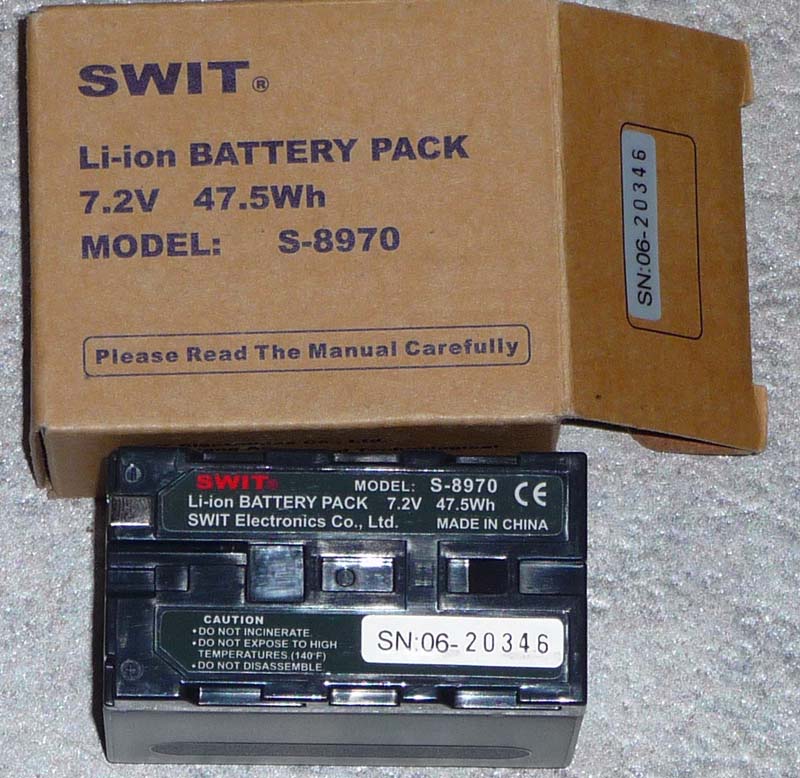 SWIT®
Li-ion BATTERY PACK
7.2V 47.5Wh
MODEL: S-8970
Please Read The Manual Carefully
SN:06-20346
Co., Ltd.
SWIT® MODEL: S-8970 CE
Li-ion BATTERY PACK 7.2V 47.5Wh
SWIT Electronics Co., Ltd. MADE IN CHINA
CAUTION
• DO NOT INCINERATE.
• DO NOT EXPOSE TO HIGH
TEMPERATURES (140°F)
• DO NOT DISASSEMBLE.
SN:06-20346